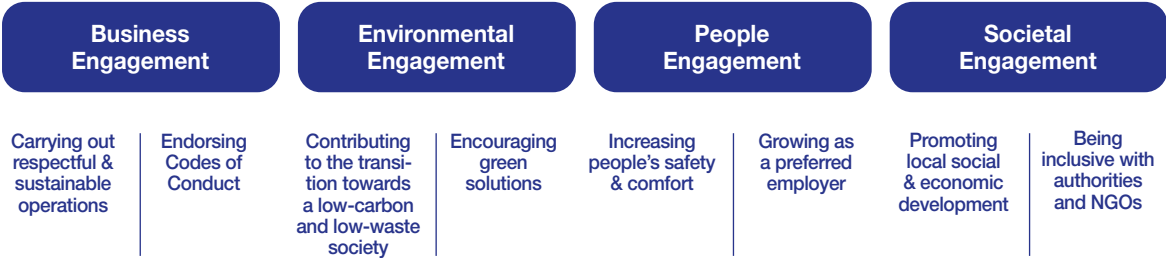 Business
Engagement
Environmental
Engagement
People
Engagement
Societal
Engagement
Carrying out
respectful &
sustainable
operations
Endorsing
Codes of
Conduct
Contributing
to the transi-
tion towards
a low-carbon
and low-waste
society
Encouraging
green
solutions
Increasing
people's safety
& comfort
Growing as
a preferred
employer
Promoting
local social
& economic
development
Being
inclusive with
authorities
and NGOs